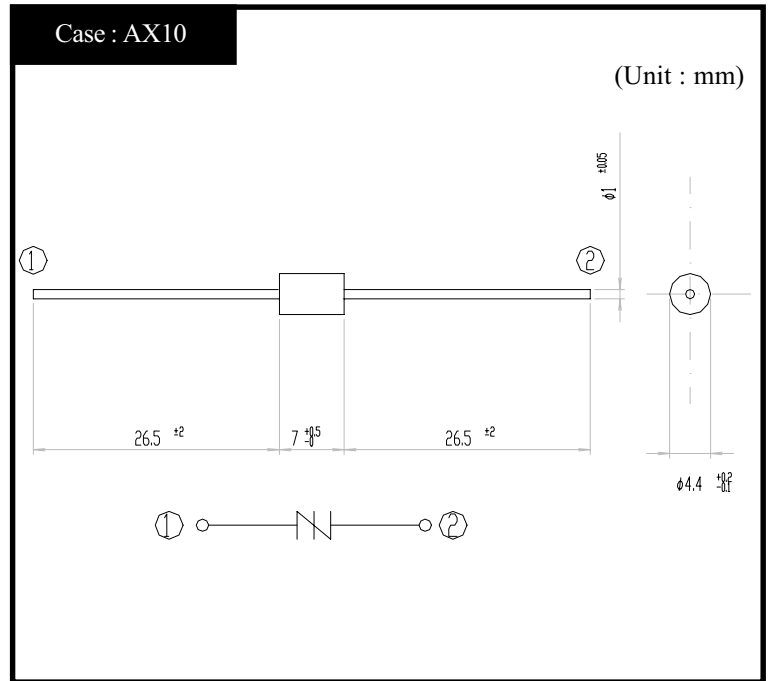 Case : AX10
(Unit : mm)
ϕ1 ±0.05
1
2
26.5 ±2
7 +0.5 -0
26.5 ±2
ϕ4.4 +0.2 -0.1
1
2